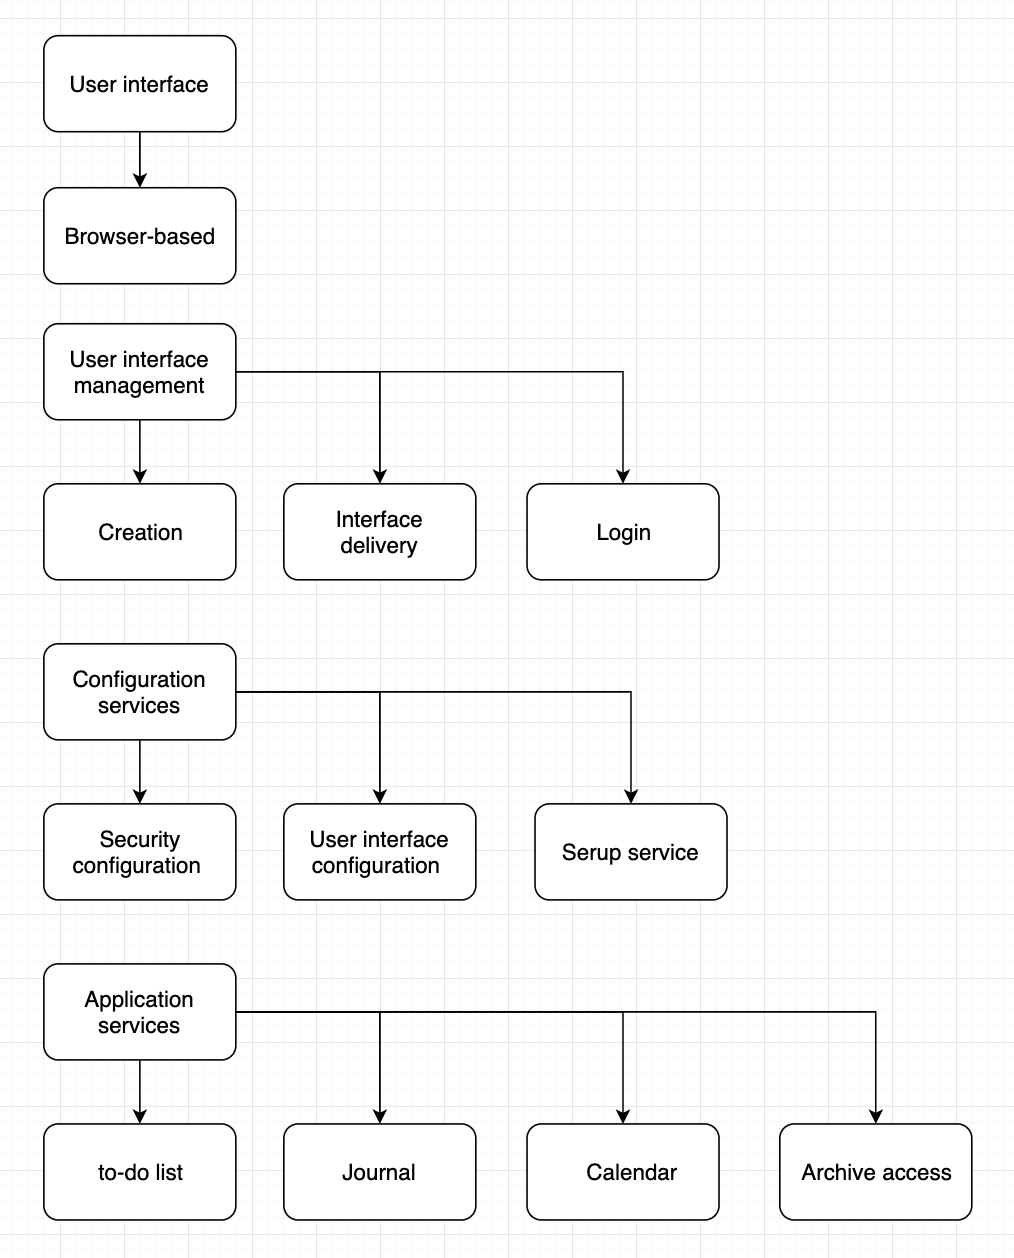 User interface
Browser-based
User interface
management
Creation
Interface
delivery
Login
Configuration
services
Security
configuration
User interface
configuration
Serup service
Application
services
to-do list
Journal
Calendar
Archive access